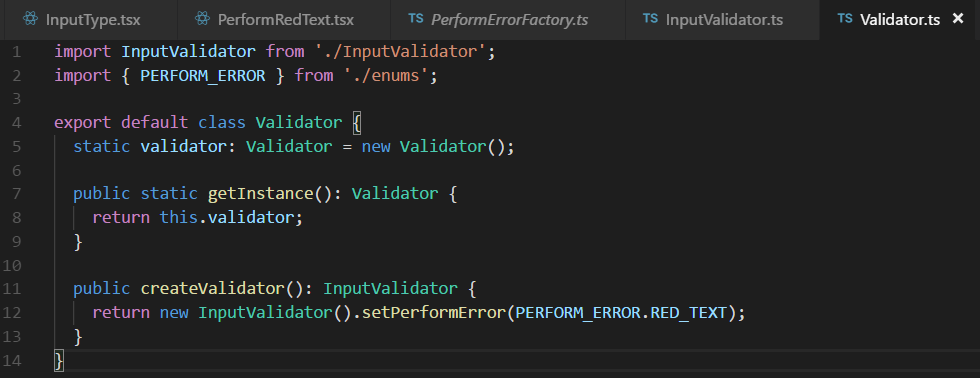 InputType.tsx PerformRedText.tsx TS PerformErrorFactory.ts TS InputValidator.ts TS Validator.ts ×
1 import InputValidator from './InputValidator';
2 import { PERFORM_ERROR } from './enums';
3
4 export default class Validator {
5   static validator: Validator = new Validator();
6
7   public static getInstance(): Validator {
8     return this.validator;
9   }
10
11   public createValidator(): InputValidator {
12     return new InputValidator().setPerformError(PERFORM_ERROR.RED_TEXT);
13   }
14 }